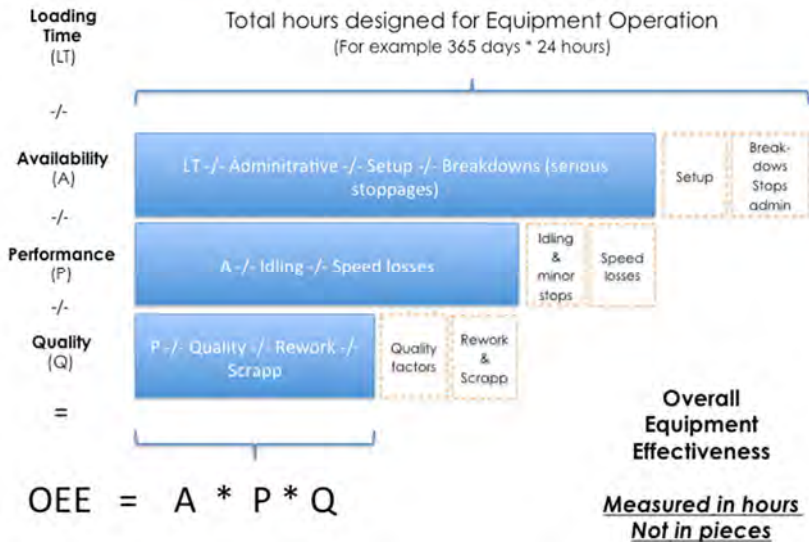 Loading
Time
(LT)
Total hours designed for Equipment Operation
(For example 365 days * 24 hours)
-/-
Availability
(A)
LT -/- Adminitrative -/- Setup -/- Breakdowns (serious
stoppages)
Setup
Break-
dows
Stops
admin
-/-
Performance
(P)
A -/- Idling -/- Speed losses
Idling
&
minor
stops
Speed
losses
-/-
Quality
(Q)
P -/- Quality -/- Rework -/-
Scrapp
Quality
factors
Rework
&
Scrapp
=
Overall
Equipment
Effectiveness
OEE = A * P * Q
Measured in hours
Not in pieces